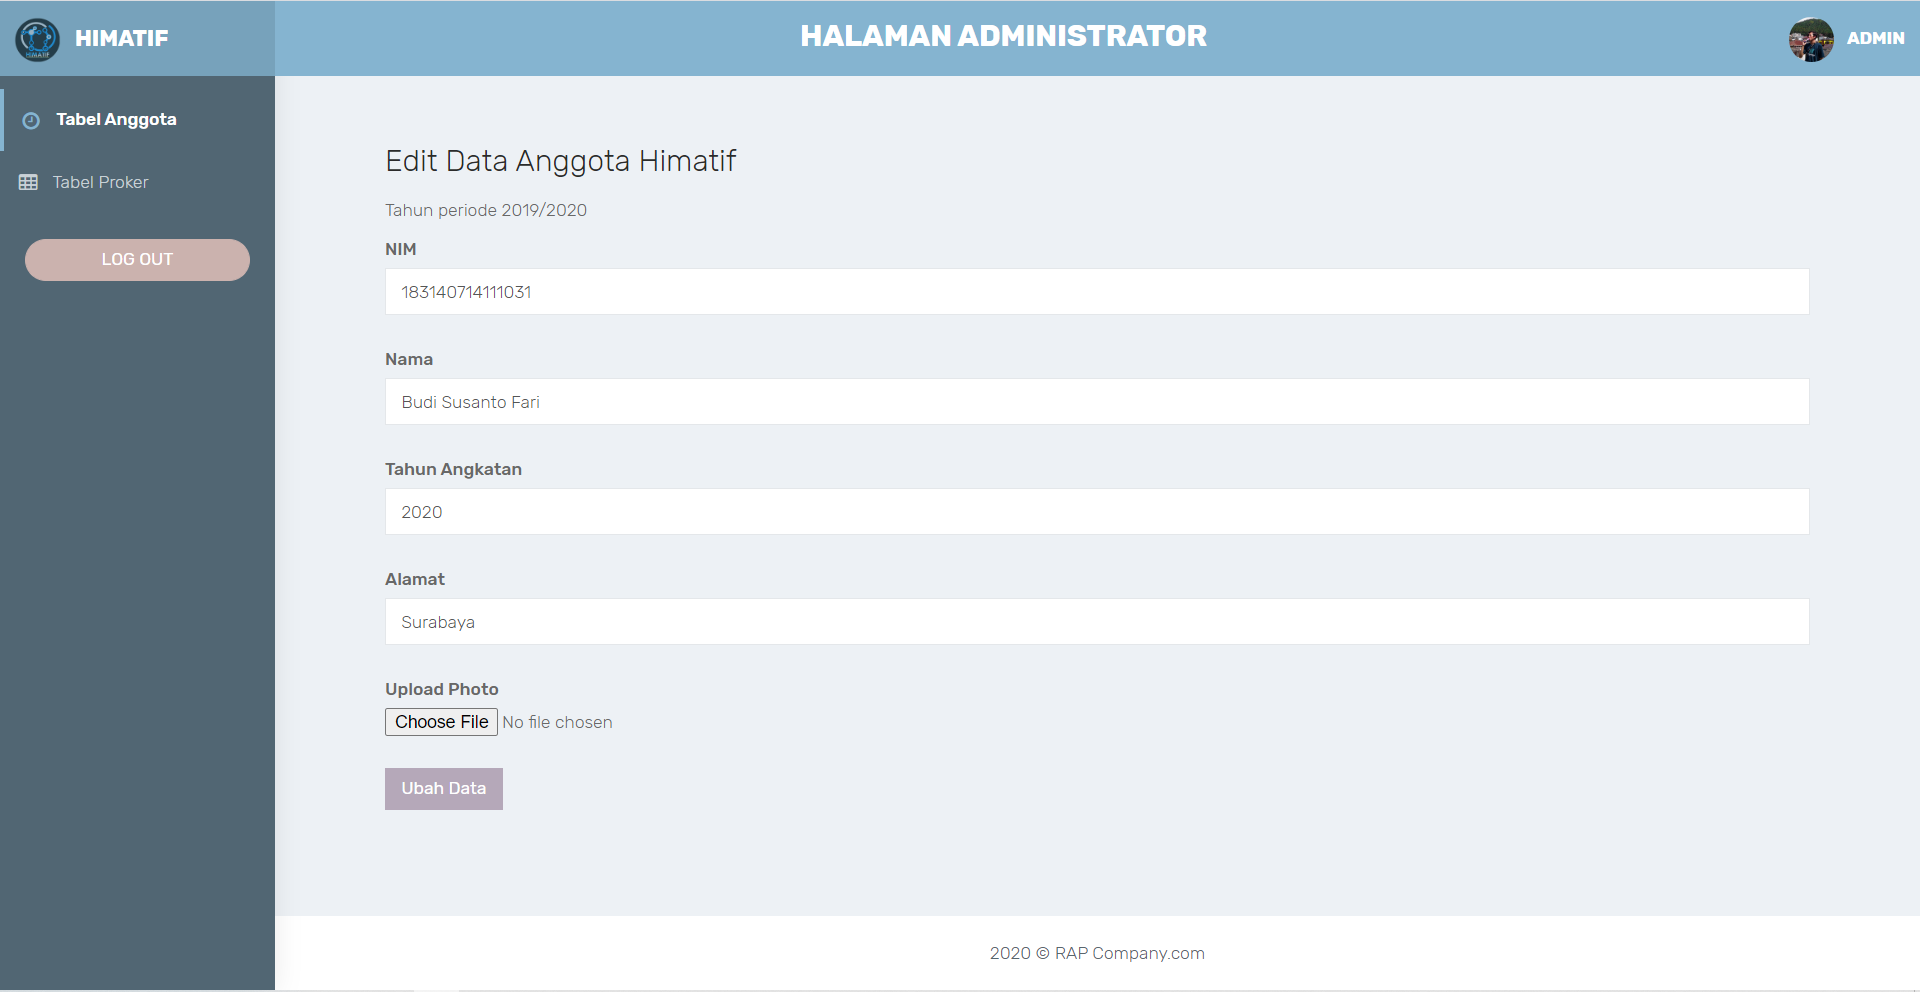 HIMATIF
HIMATIF
HALAMAN ADMINISTRATOR
ADMIN
Tabel Anggota
Tabel Proker
LOG OUT
Edit Data Anggota Himatif
Tahun periode 2019/2020
NIM
183140714111031
Nama
Budi Susanto Fari
Tahun Angkatan
2020
Alamat
Surabaya
Upload Photo
Choose File No file chosen
Ubah Data
2020 © RAP Company.com